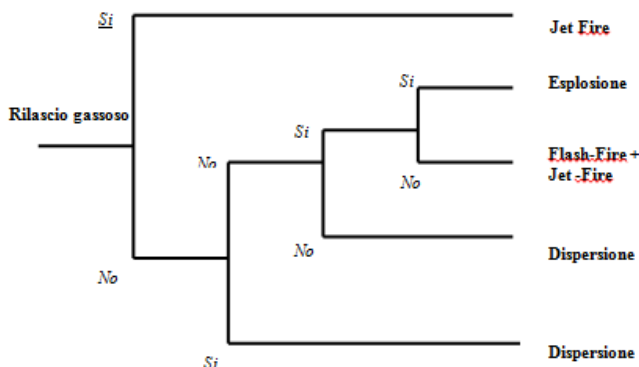 Si
Jet Fire
Si
Esplosione
Rilascio gassoso
Si
No
Flash-Fire +
Jet -Fire
No
No
Dispersione
No
Si
Dispersione